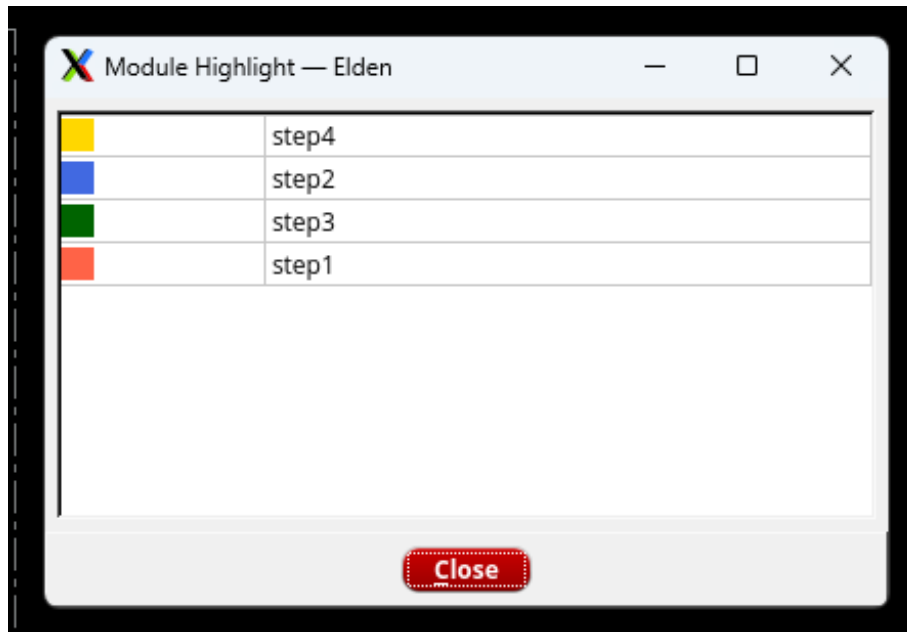 Module Highlight — Elden
step4
step2
step3
step1
Close